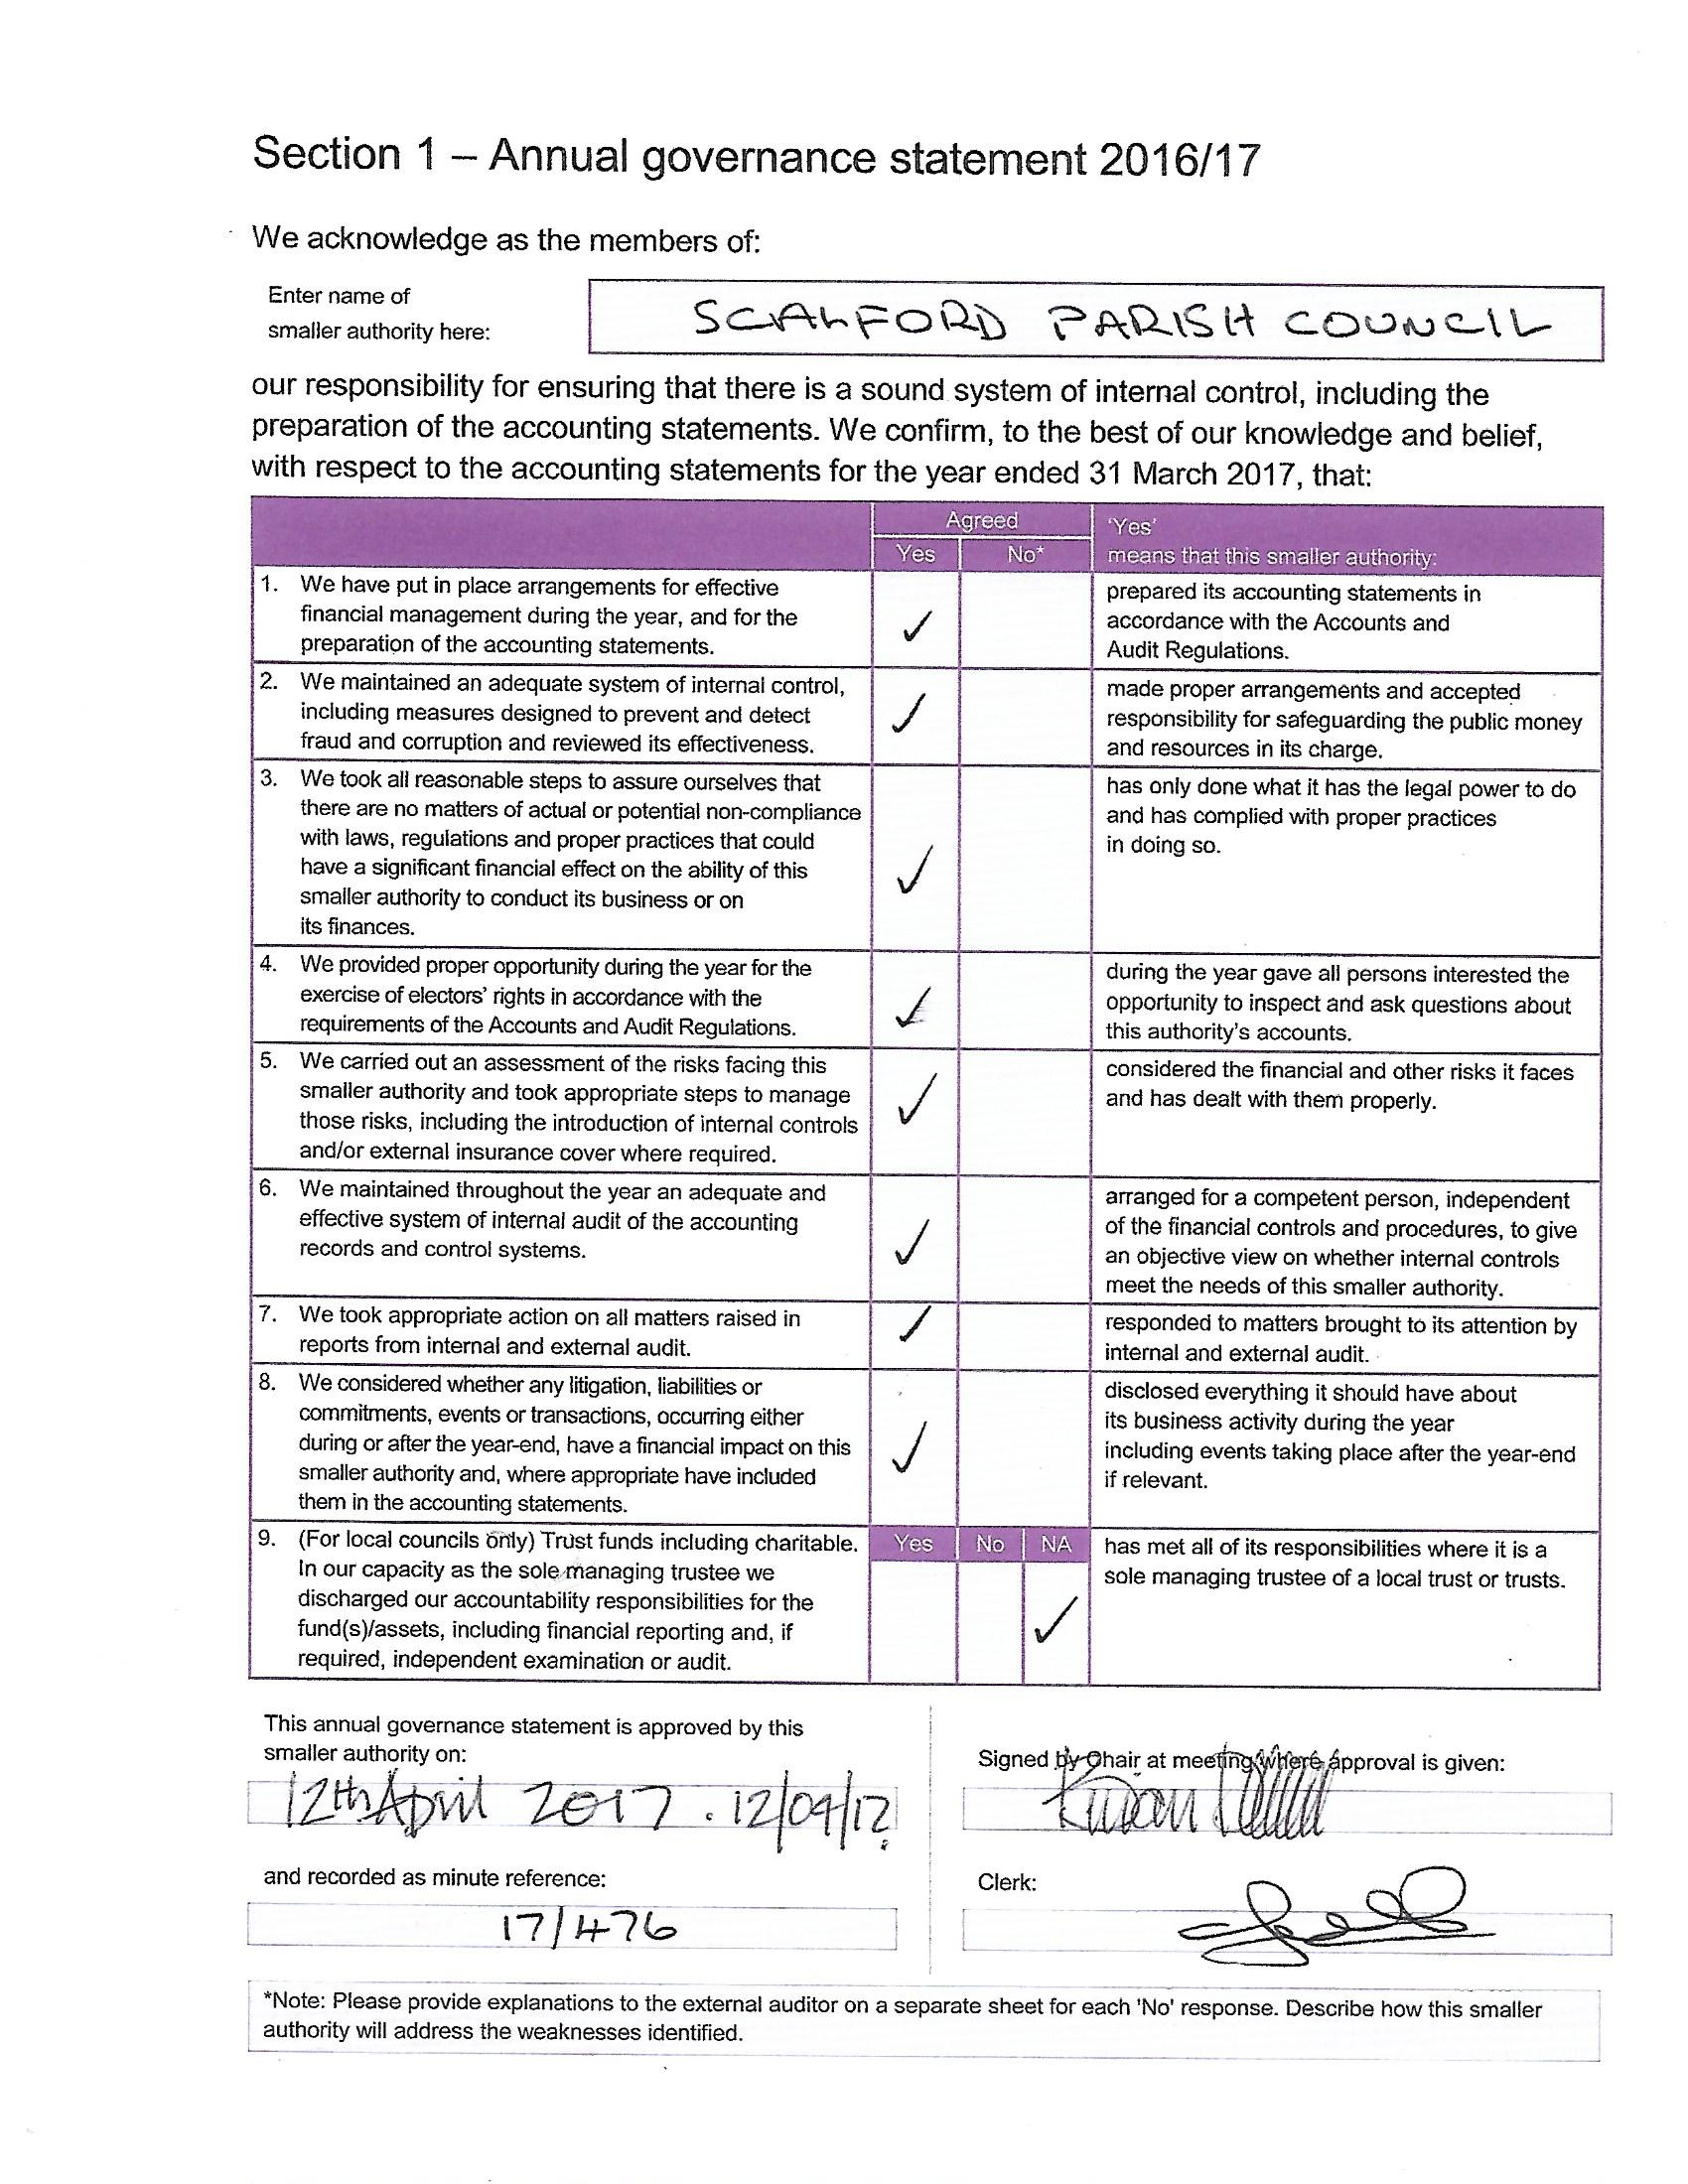 Section 1 – Annual governance statement 2016/17
We acknowledge as the members of:
Enter name of
smaller authority here:
SCALFORD PARISH COUNCIL
our responsibility for ensuring that there is a sound system of internal control, including the
preparation of the accounting statements. We confirm, to the best of our knowledge and belief,
with respect to the accounting statements for the year ended 31 March 2017, that:
Agreed
Yes No*
'Yes'
means that this smaller authority:
1. We have put in place arrangements for effective
financial management during the year, and for the
preparation of the accounting statements.
✓
prepared its accounting statements in
accordance with the Accounts and
Audit Regulations.
2. We maintained an adequate system of internal control,
including measures designed to prevent and detect
fraud and corruption and reviewed its effectiveness.
✓
made proper arrangements and accepted
responsibility for safeguarding the public money
and resources in its charge.
3. We took all reasonable steps to assure ourselves that
there are no matters of actual or potential non-compliance
with laws, regulations and proper practices that could
have a significant financial effect on the ability of this
smaller authority to conduct its business or on
its finances.
✓
has only done what it has the legal power to do
and has complied with proper practices
in doing so.
4. We provided proper opportunity during the year for the
exercise of electors' rights in accordance with the
requirements of the Accounts and Audit Regulations.
✓
during the year gave all persons interested the
opportunity to inspect and ask questions about
this authority's accounts.
5. We carried out an assessment of the risks facing this
smaller authority and took appropriate steps to manage
those risks, including the introduction of internal controls
and/or external insurance cover where required.
✓
considered the financial and other risks it faces
and has dealt with them properly.
6. We maintained throughout the year an adequate and
effective system of internal audit of the accounting
records and control systems.
✓
arranged for a competent person, independent
of the financial controls and procedures, to give
an objective view on whether internal controls
meet the needs of this smaller authority.
7. We took appropriate action on all matters raised in
reports from internal and external audit.
✓
responded to matters brought to its attention by
internal and external audit.
8. We considered whether any litigation, liabilities or
commitments, events or transactions, occurring either
during or after the year-end, have a financial impact on this
smaller authority and, where appropriate have included
them in the accounting statements.
✓
disclosed everything it should have about
its business activity during the year
including events taking place after the year-end
if relevant.
9. (For local councils only) Trust funds including charitable.
In our capacity as the sole managing trustee we
discharged our accountability responsibilities for the
fund(s)/assets, including financial reporting and, if
required, independent examination or audit.
Yes No NA
✓
has met all of its responsibilities where it is a
sole managing trustee of a local trust or trusts.
This annual governance statement is approved by this
smaller authority on:
12th April 2017. 12/04/17.
Signed by Chair at meeting where approval is given:
and recorded as minute reference:
17/476
Clerk:
*Note: Please provide explanations to the external auditor on a separate sheet for each 'No' response. Describe how this smaller
authority will address the weaknesses identified.